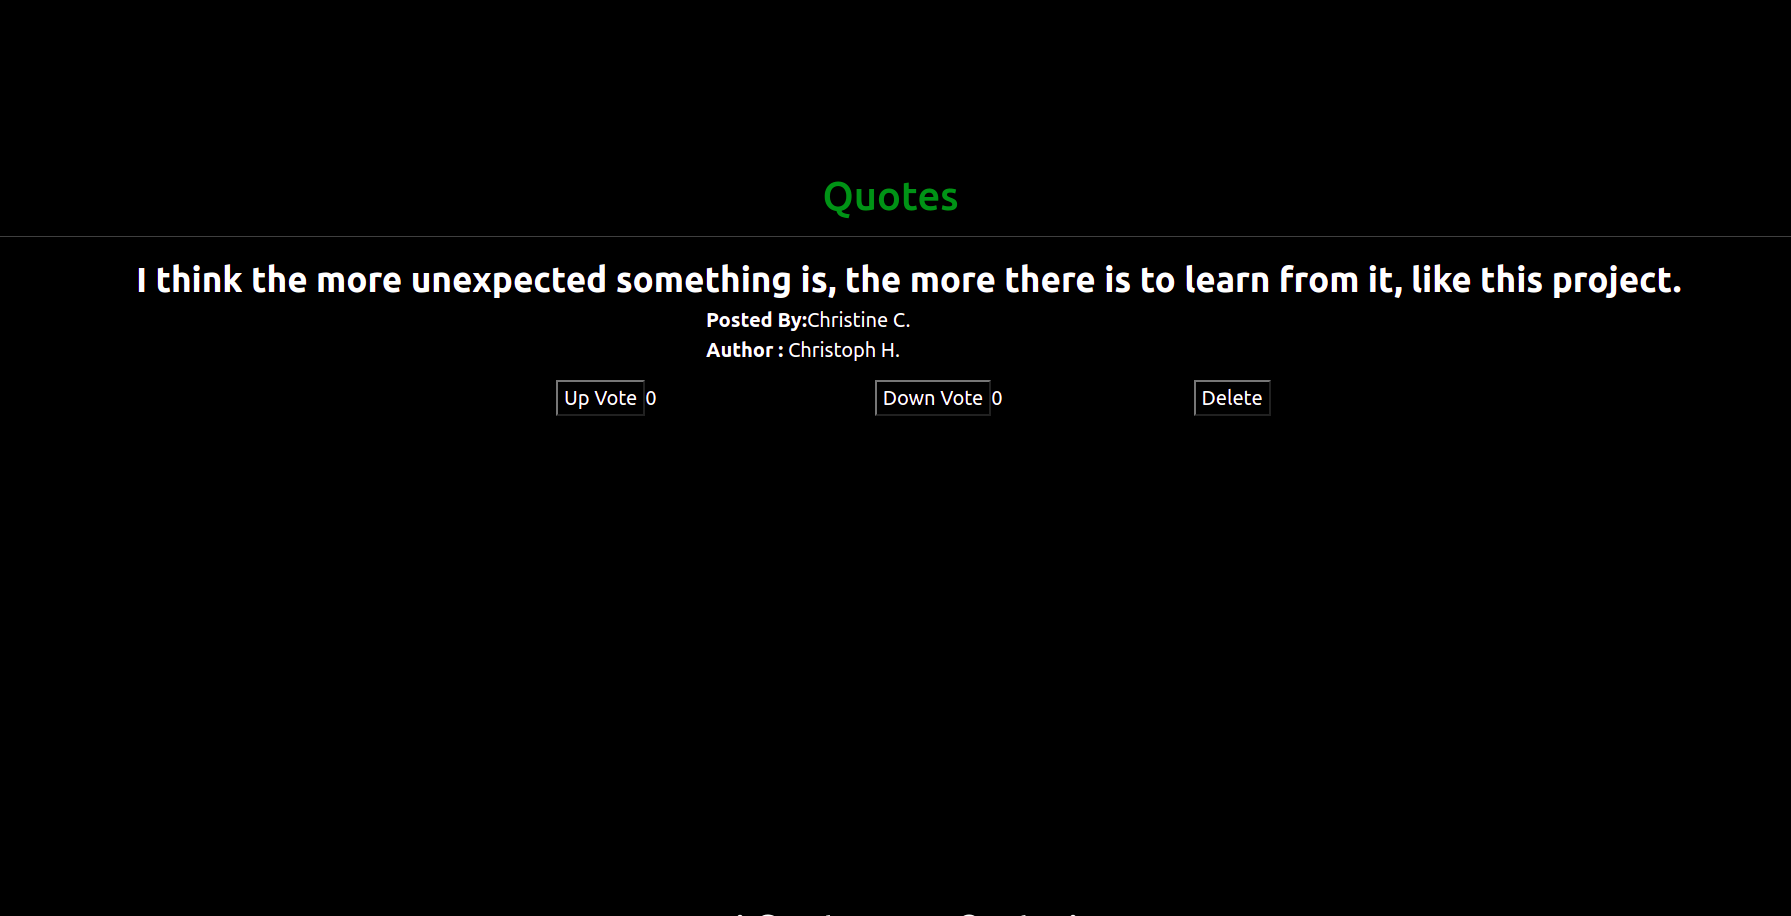 Quotes
I think the more unexpected something is, the more there is to learn from it, like this project.
Posted By:Christine C.
Author : Christoph H.
Up Vote 0 Down Vote 0 Delete